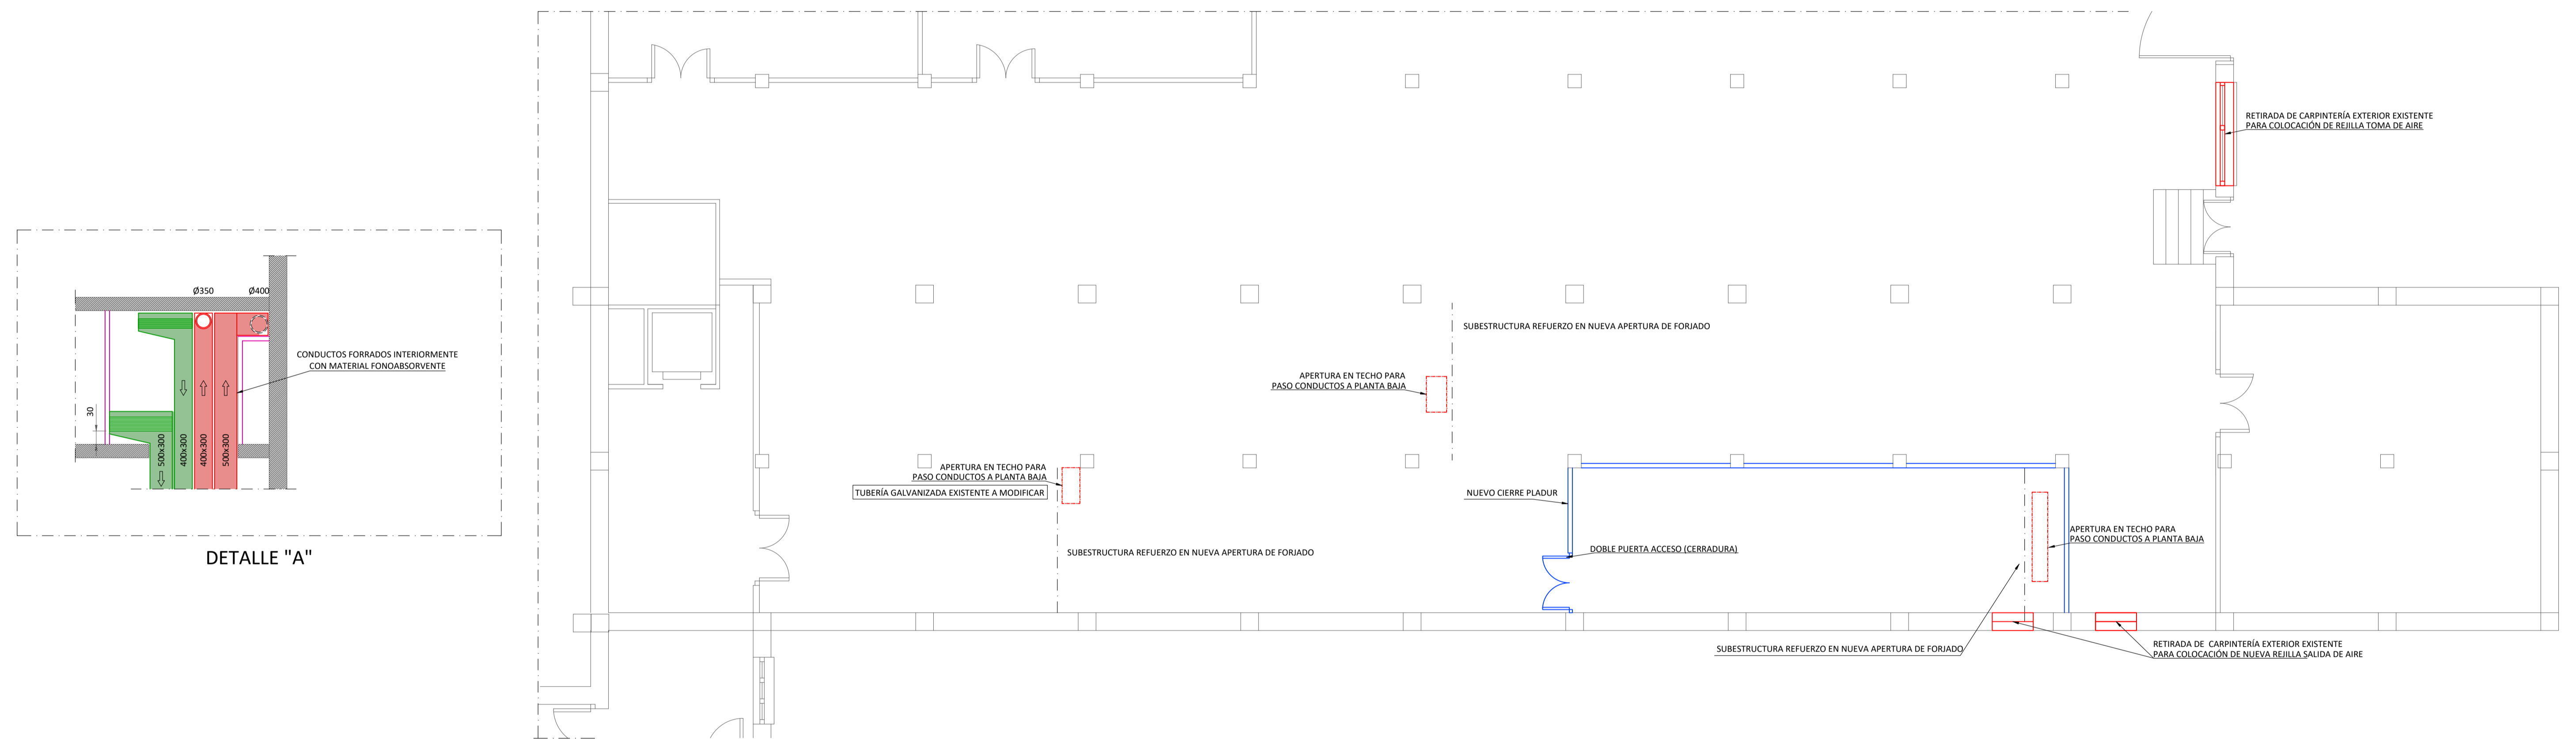 Ø350
Ø400
CONDUCTOS FORRADOS INTERIORMENTE
CON MATERIAL FONOABSORVENTE
30
500x300
400x300
400x300
500x300
DETALLE "A"
RETIRADA DE CARPINTERÍA EXTERIOR EXISTENTE
PARA COLOCACIÓN DE REJILLA TOMA DE AIRE
SUBESTRUCTURA REFUERZO EN NUEVA APERTURA DE FORJADO
APERTURA EN TECHO PARA
PASO CONDUCTOS A PLANTA BAJA
APERTURA EN TECHO PARA
PASO CONDUCTOS A PLANTA BAJA
TUBERÍA GALVANIZADA EXISTENTE A MODIFICAR
SUBESTRUCTURA REFUERZO EN NUEVA APERTURA DE FORJADO
NUEVO CIERRE PLADUR
DOBLE PUERTA ACCESO (CERRADURA)
APERTURA EN TECHO PARA
PASO CONDUCTOS A PLANTA BAJA
SUBESTRUCTURA REFUERZO EN NUEVA APERTURA DE FORJADO
RETIRADA DE CARPINTERÍA EXTERIOR EXISTENTE
PARA COLOCACIÓN DE NUEVA REJILLA SALIDA DE AIRE